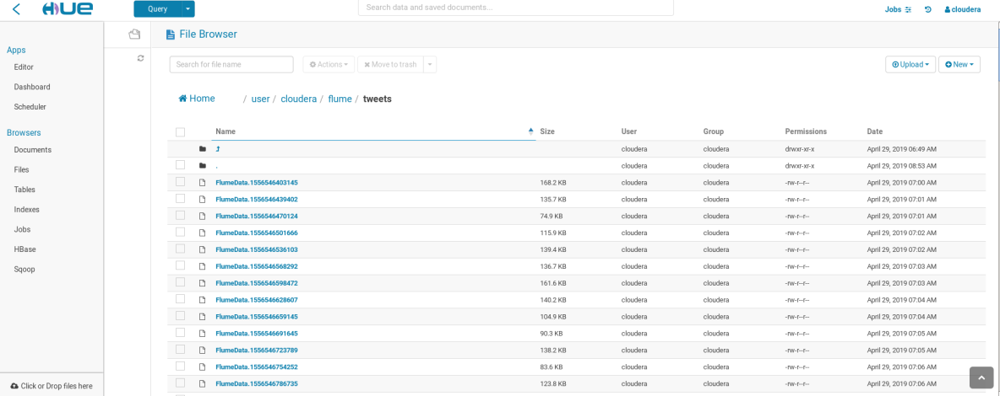 HUE Query Search data and saved documents... Jobs cloudera
File Browser
Apps
Editor
Dashboard
Scheduler
Browsers
Documents
Files
Tables
Indexes
Jobs
HBase
Sqoop
Click or Drop files here
Search for file name Actions Move to trash Upload New
Home / user / cloudera / flume / tweets
Name Size User Group Permissions Date
cloudera cloudera drwxr-xr-x April 29, 2019 06:49 AM
. cloudera cloudera drwxr-xr-x April 29, 2019 08:53 AM
FlumeData.1556546403145 168.2 KB cloudera cloudera -rw-r--r-- April 29, 2019 07:00 AM
FlumeData.1556546439402 135.7 KB cloudera cloudera -rw-r--r-- April 29, 2019 07:01 AM
FlumeData.1556546470124 74.9 KB cloudera cloudera -rw-r--r-- April 29, 2019 07:01 AM
FlumeData.1556546501666 115.9 KB cloudera cloudera -rw-r--r-- April 29, 2019 07:02 AM
FlumeData.1556546536103 139.4 KB cloudera cloudera -rw-r--r-- April 29, 2019 07:02 AM
FlumeData.1556546568292 136.7 KB cloudera cloudera -rw-r--r-- April 29, 2019 07:03 AM
FlumeData.1556546598472 161.6 KB cloudera cloudera -rw-r--r-- April 29, 2019 07:03 AM
FlumeData.1556546628607 140.2 KB cloudera cloudera -rw-r--r-- April 29, 2019 07:04 AM
FlumeData.1556546659145 104.9 KB cloudera cloudera -rw-r--r-- April 29, 2019 07:04 AM
FlumeData.1556546691645 90.3 KB cloudera cloudera -rw-r--r-- April 29, 2019 07:05 AM
FlumeData.1556546723789 138.2 KB cloudera cloudera -rw-r--r-- April 29, 2019 07:05 AM
FlumeData.1556546754252 83.6 KB cloudera cloudera -rw-r--r-- April 29, 2019 07:06 AM
FlumeData.1556546786735 123.8 KB cloudera cloudera -rw-r--r-- April 29, 2019 07:06 AM